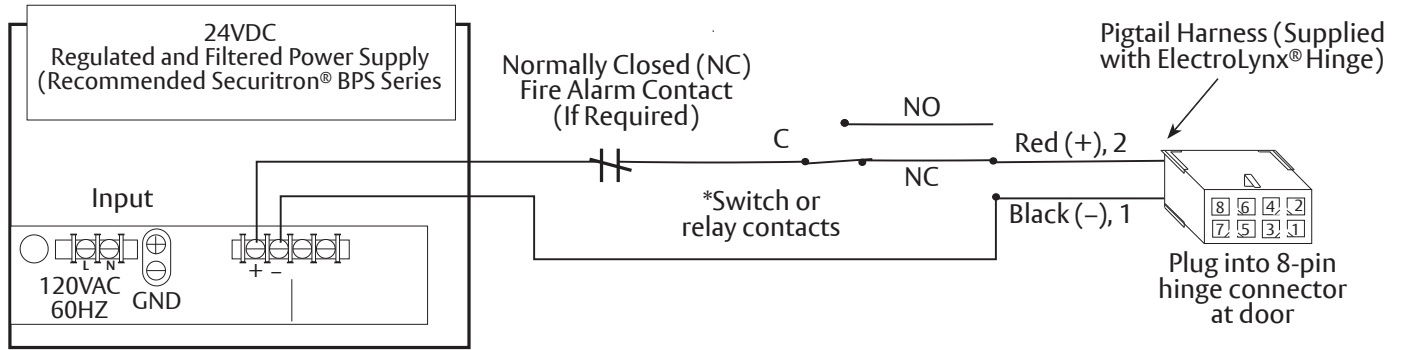 24VDC
Regulated and Filtered Power Supply
(Recommended Securitron® BPS Series
Normally Closed (NC)
Fire Alarm Contact
(If Required)
Pigtail Harness (Supplied
with ElectroLynx® Hinge)
NO
C
NC
Red (+), 2
*Switch or
relay contacts
Black (–), 1
8 6 4 2
7 5 3 1
Plug into 8-pin
hinge connector
at door
Input
L N
+ –
120VAC
60HZ
GND